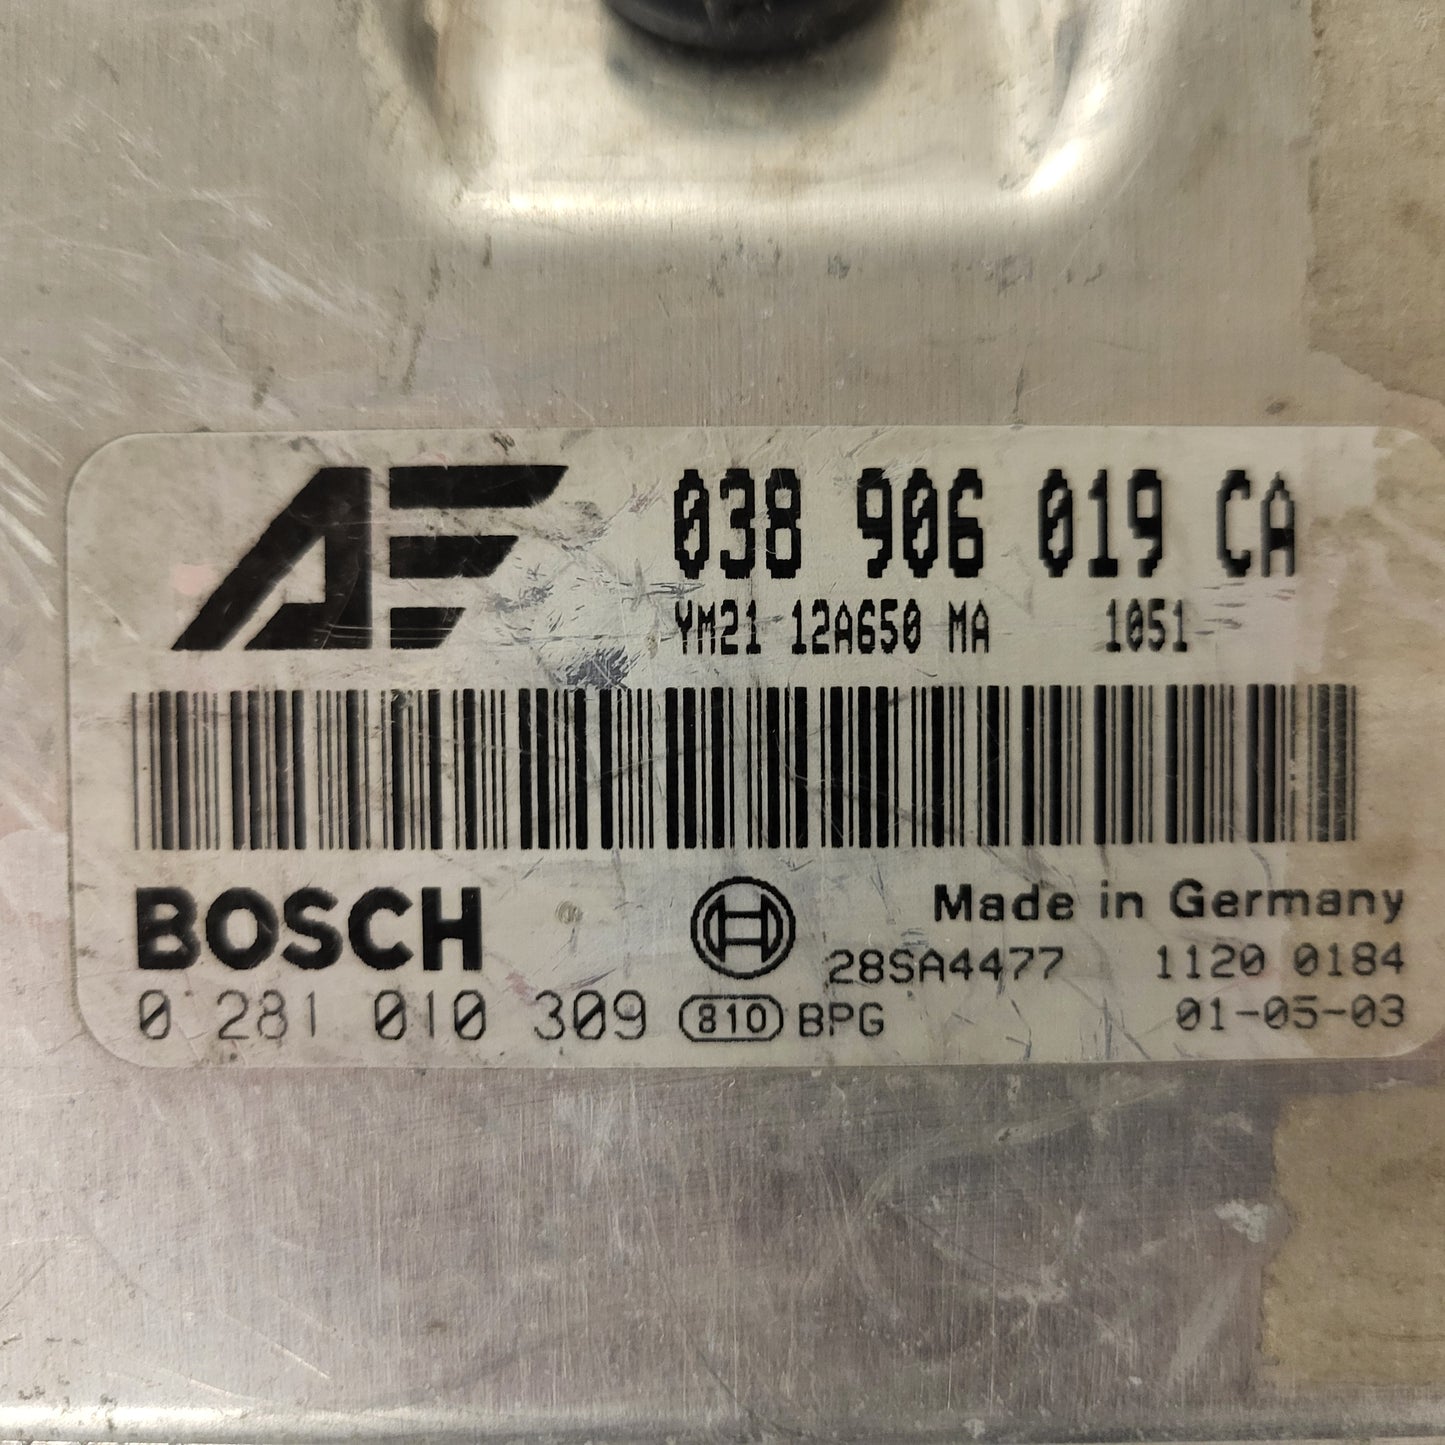 AE
038 906 019 CA
YM21 12A650 MA 1051
BOSCH
Made in Germany
28SA4477 1120 0184
0 281 010 309 810 BPG 01-05-03